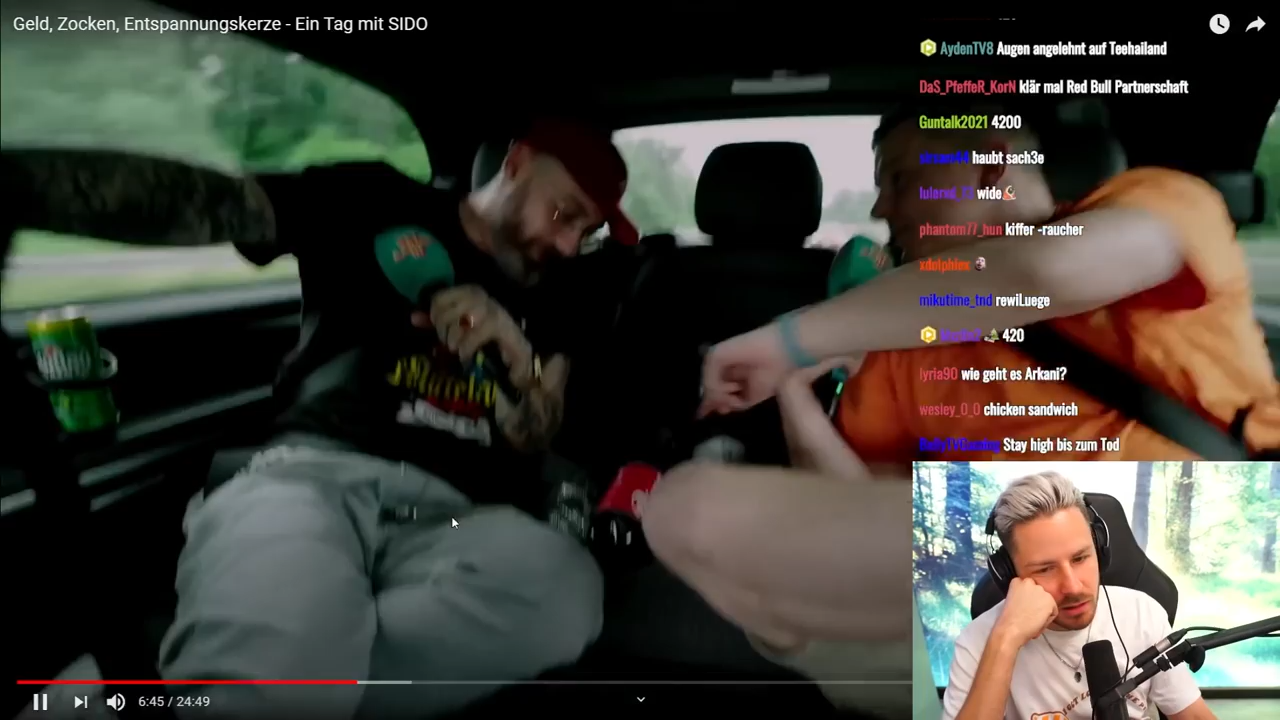 Geld, Zocken, Entspannungskerze - Ein Tag mit SIDO
AydenTV8 Augen angelehnt auf Teehailand
DaS_PfeffeR_KorN klär mal Red Bull Partnerschaft
Guntalk2021 4200
haubt sach3e
wide
phantom77_hun kiffer -raucher
xdolphiex
mikutime_tnd rewiLuege
420
lyria90 wie geht es Arkani?
wesley_0_0 chicken sandwich
Stay high bis zum Tod
6:45 / 24:49